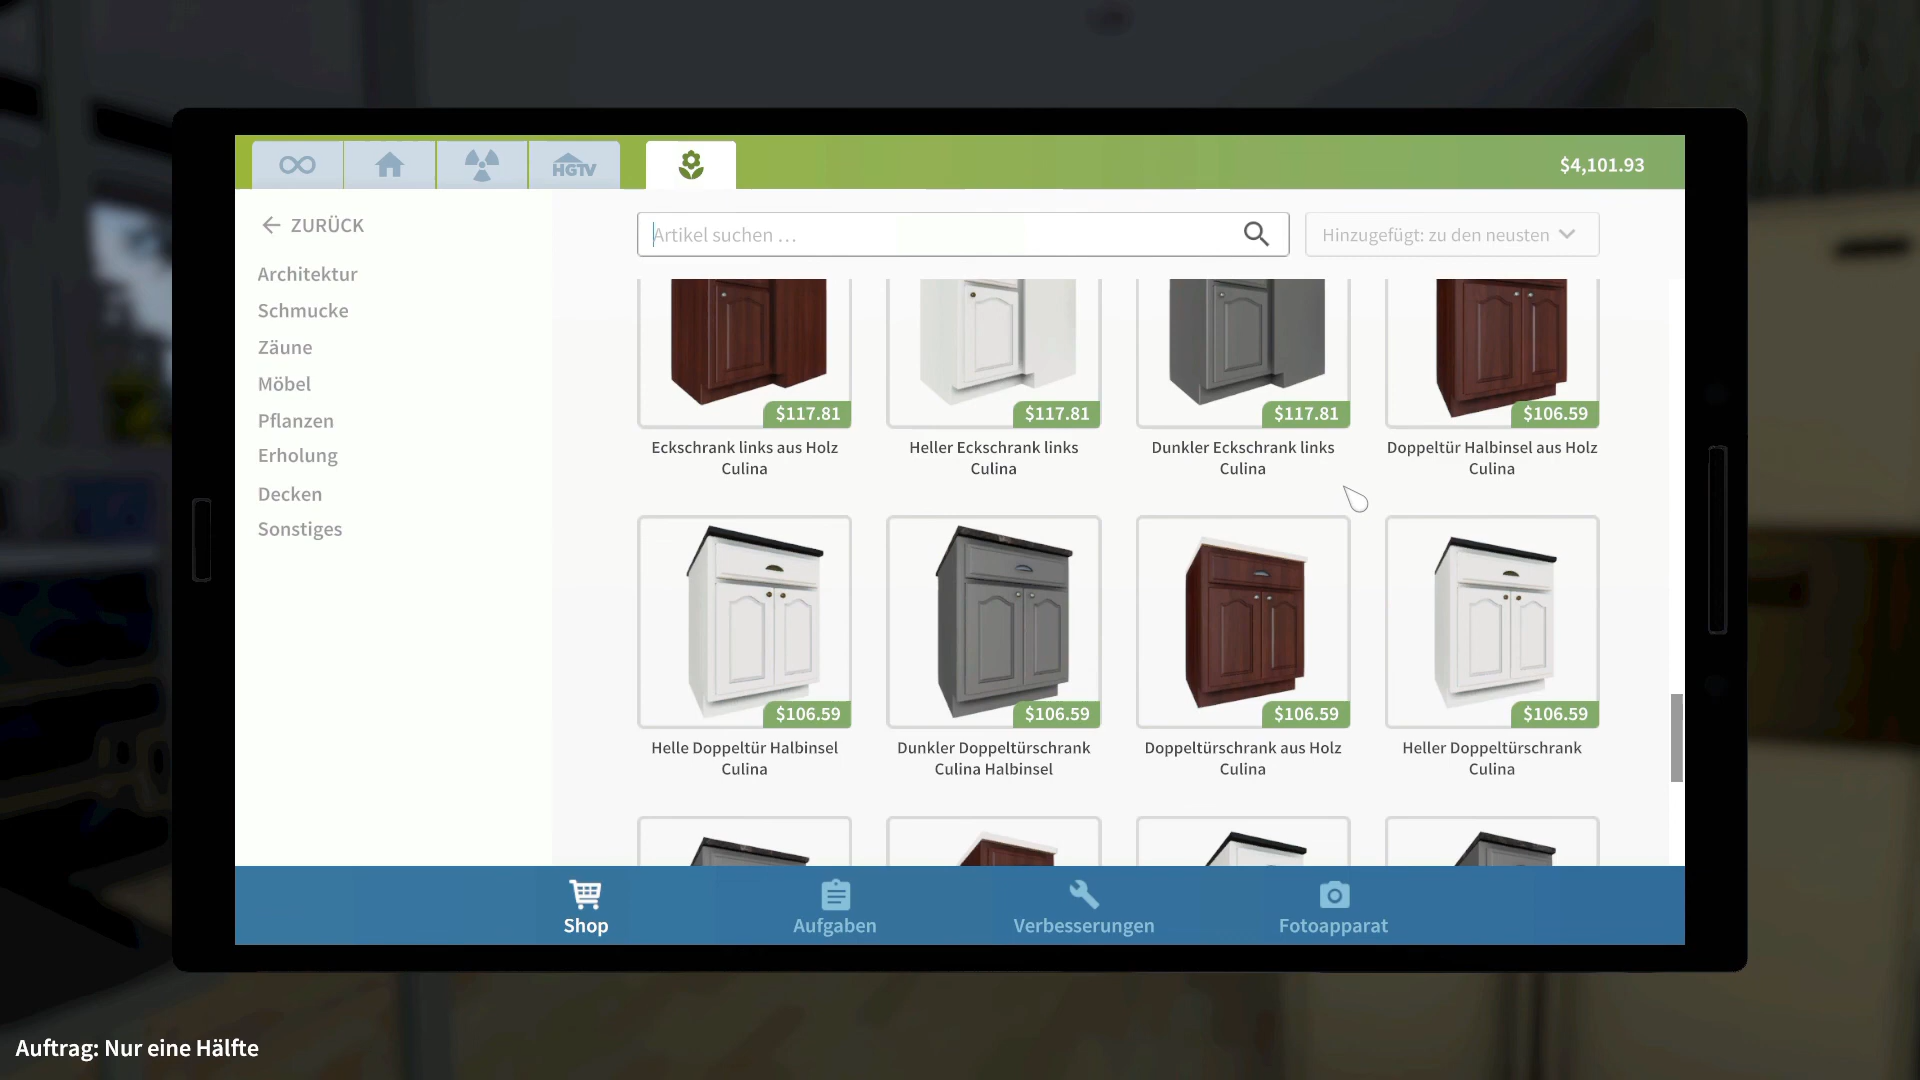 HGTV
$4,101.93
ZURÜCK
Artikel suchen ...
Hinzugefügt: zu den neusten
Architektur
Schmucke
Zäune
Möbel
Pflanzen
Erholung
Decken
Sonstiges
$117.81
$117.81
$117.81
$106.59
Eckschrank links aus Holz
Culina
Heller Eckschrank links
Culina
Dunkler Eckschrank links
Culina
Doppeltür Halbinsel aus Holz
Culina
$106.59
$106.59
$106.59
$106.59
Helle Doppeltür Halbinsel
Culina
Dunkler Doppeltürschrank
Culina Halbinsel
Doppeltürschrank aus Holz
Culina
Heller Doppeltürschrank
Culina
Shop
Aufgaben
Verbesserungen
Fotoapparat
Auftrag: Nur eine Hälfte